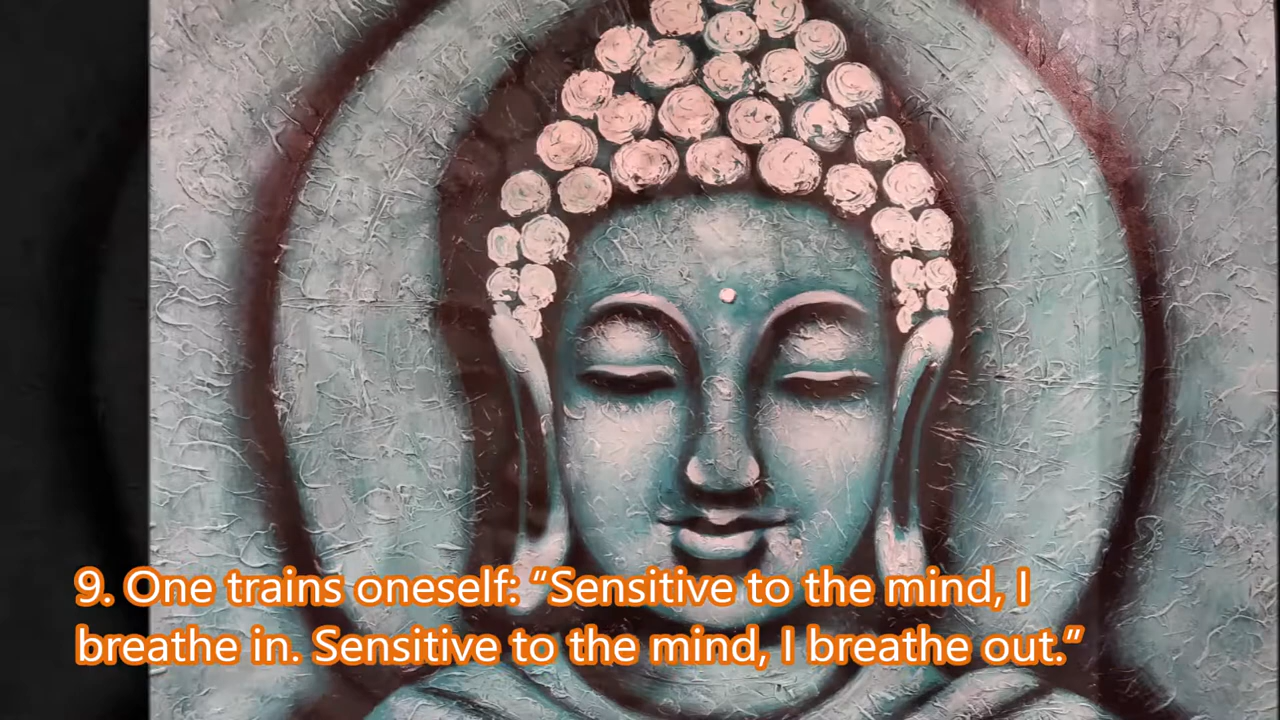 9. One trains oneself: “Sensitive to the mind, I
breathe in. Sensitive to the mind, I breathe out.”